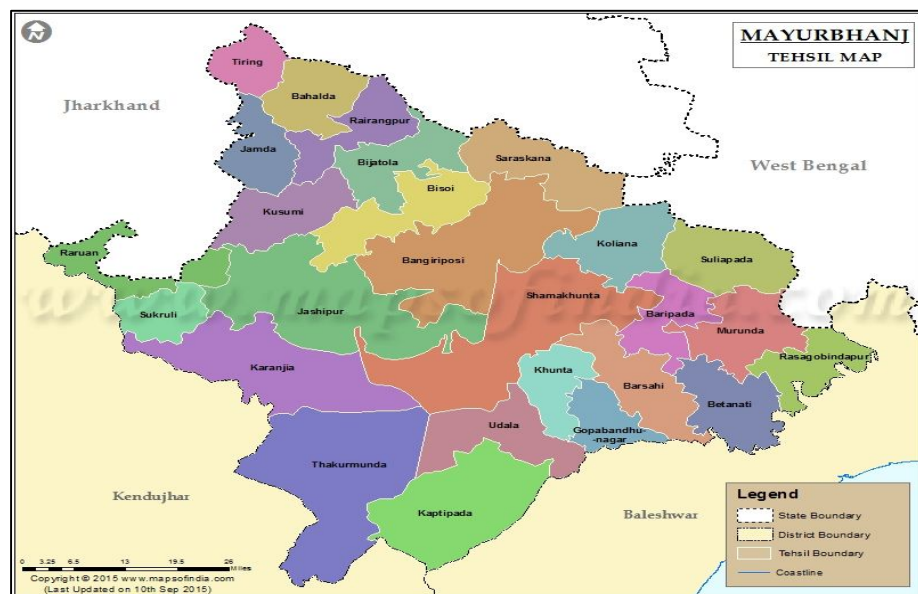 MAYURBHANJ
TEHSIL MAP
Tiring
Bahalda
Jharkhand
Rairangpur
Jamda
Bijatola
Saraskana
West Bengal
Bisoi
Kusumi
Koliana
Raruan
Bangiriposi
Suliapada
Shamakhunta
www.mapsofindia.com
Sukruli
Jashipur
Baripada
Murunda
Rasagobindapur
Karanjia
Khunta
Barsahi
Betanati
Udala
Gopabandhu
-nagar
Thakurmunda
Kendujhar
Kaptipada
Baleshwar
Legend
State Boundary
District Boundary
Tehsil Boundary
Coastline
0 3.25 6.5 13 19.5 26
Miles
Copyright © 2015 www.mapsofindia.com
(Last Updated on 10th Sep 2015)